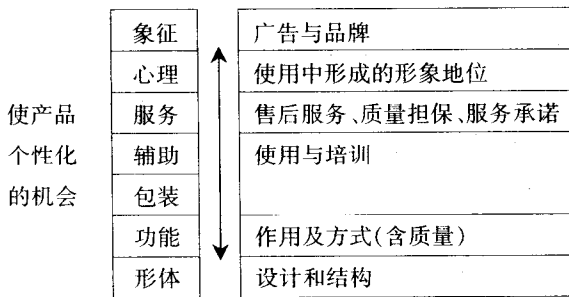 象征 广告与品牌
心理 使用中形成的形象地位
使产品 服务 售后服务、质量担保、服务承诺
个性化 辅助 使用与培训
的机会 包装
功能 作用及方式(含质量)
形体 设计和结构